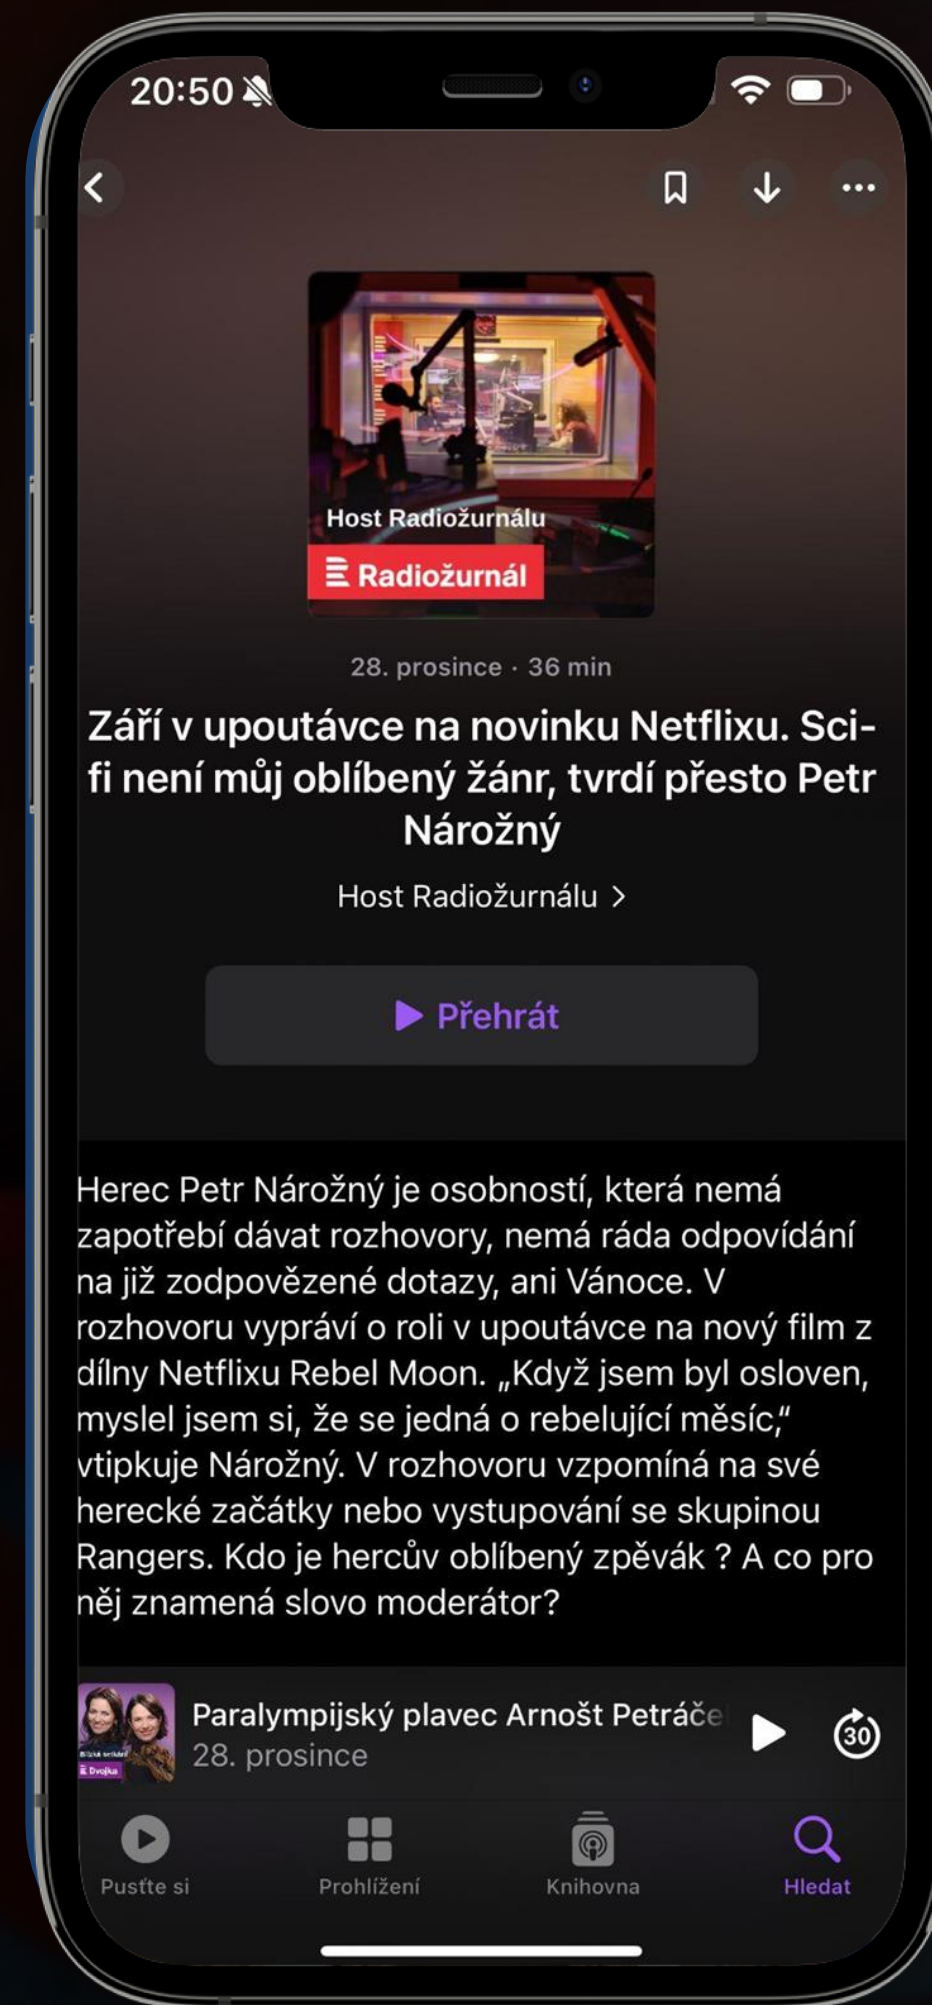 20:50
Host Radiožurnálu
Radiožurnál
28. prosince · 36 min
Září v upoutávce na novinku Netflixu. Sci-
fi není můj oblíbený žánr, tvrdí přesto Petr
Nárožný
Host Radiožurnálu >
Přehrát
Herec Petr Nárožný je osobností, která nemá
zapotřebí dávat rozhovory, nemá ráda odpovídání
na již zodpovězené dotazy, ani Vánoce. V
rozhovoru vypráví o roli v upoutávce na nový film z
dílny Netflixu Rebel Moon. „Když jsem byl osloven,
myslel jsem si, že se jedná o rebelující měsíc,“
vtipkuje Nárožný. V rozhovoru vzpomíná na své
herecké začátky nebo vystupování se skupinou
Rangers. Kdo je hercův oblíbený zpěvák ? A co pro
něj znamená slovo moderátor?
Blízká setkání
Dvojka
Paralympijský plavec Arnošt Petráče
28. prosince
30
Pusťte si
Prohlížení
Knihovna
Hledat